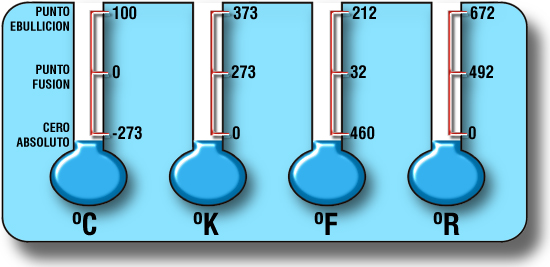 PUNTO
EBULLICION
100 373 212 672
PUNTO
FUSION
0 273 32 492
CERO
ABSOLUTO
-273 0 460 0
ºC ºK ºF ºR